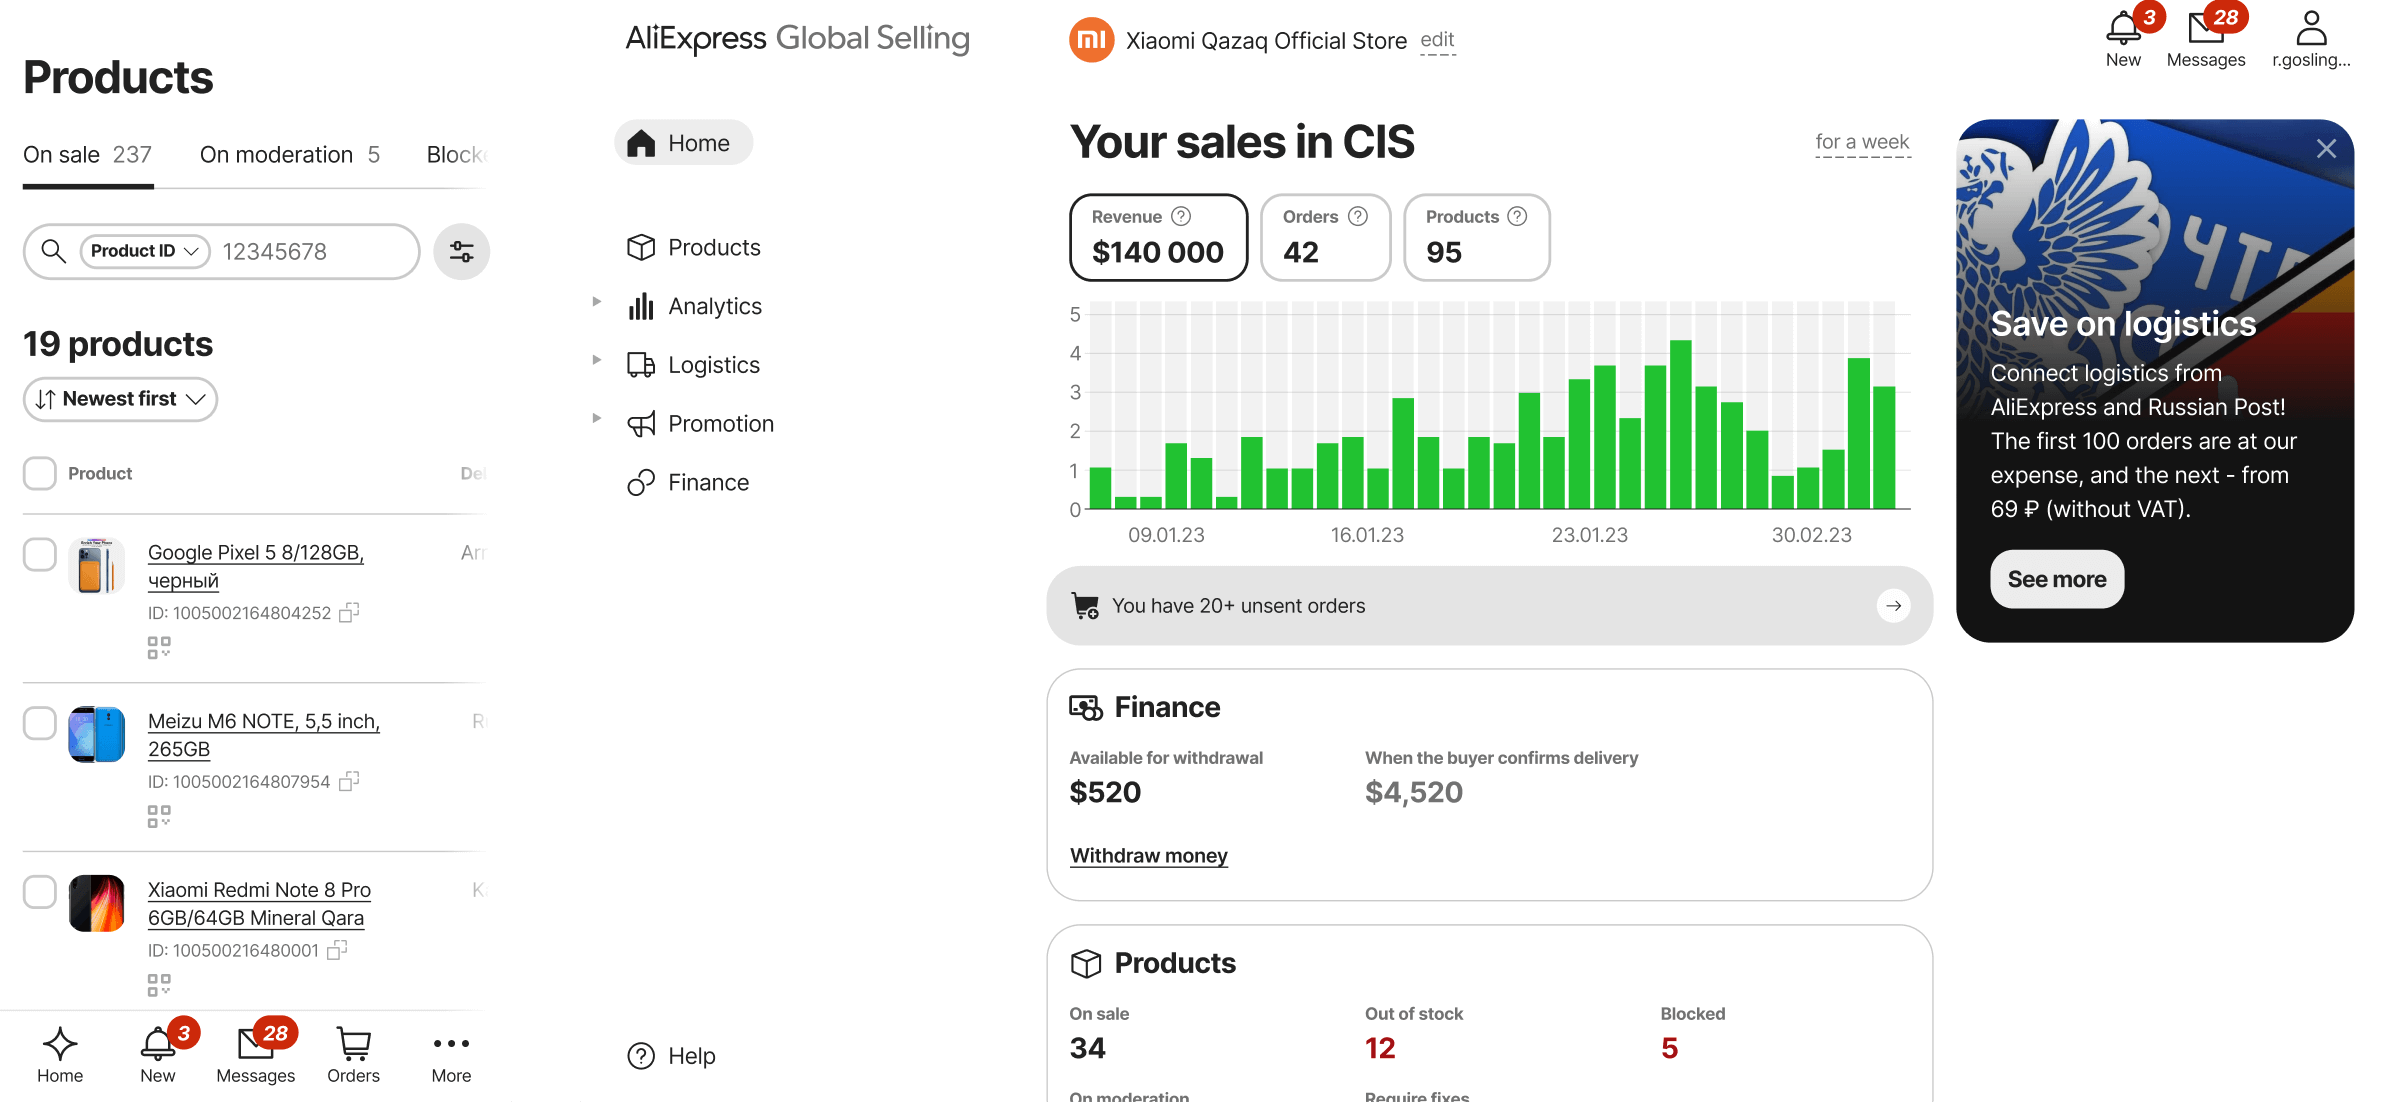 Products
On sale 237
On moderation 5
Product ID
12345678
19 products
Newest first
Product
Google Pixel 5 8/128GB,
черный
ID: 1005002164804252
Meizu M6 NOTE, 5,5 inch,
265GB
ID: 1005002164807954
Xiaomi Redmi Note 8 Pro
6GB/64GB Mineral Qara
ID: 100500216480001
Home
3
New
28
Messages
Orders
More
AliExpress Global Selling
Home
Products
Analytics
Logistics
Promotion
Finance
Help
Xiaomi Qazaq Official Store edit
3
New
28
Messages
r.gosling...
Your sales in CIS
for a week
Revenue
$140 000
Orders
42
Products
95
5
4
3
2
1
0
09.01.23
16.01.23
23.01.23
30.02.23
You have 20+ unsent orders
Finance
Available for withdrawal
$520
When the buyer confirms delivery
$4,520
Withdraw money
Products
On sale
34
Out of stock
12
Blocked
5
On moderation
Require fixes
Save on logistics
Connect logistics from
AliExpress and Russian Post!
The first 100 orders are at our
expense, and the next - from
69 ₽ (without VAT).
See more